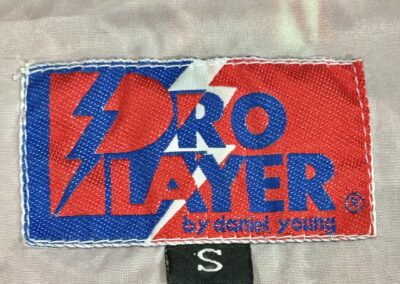 PRO
PLAYER ®
by daniel young
S